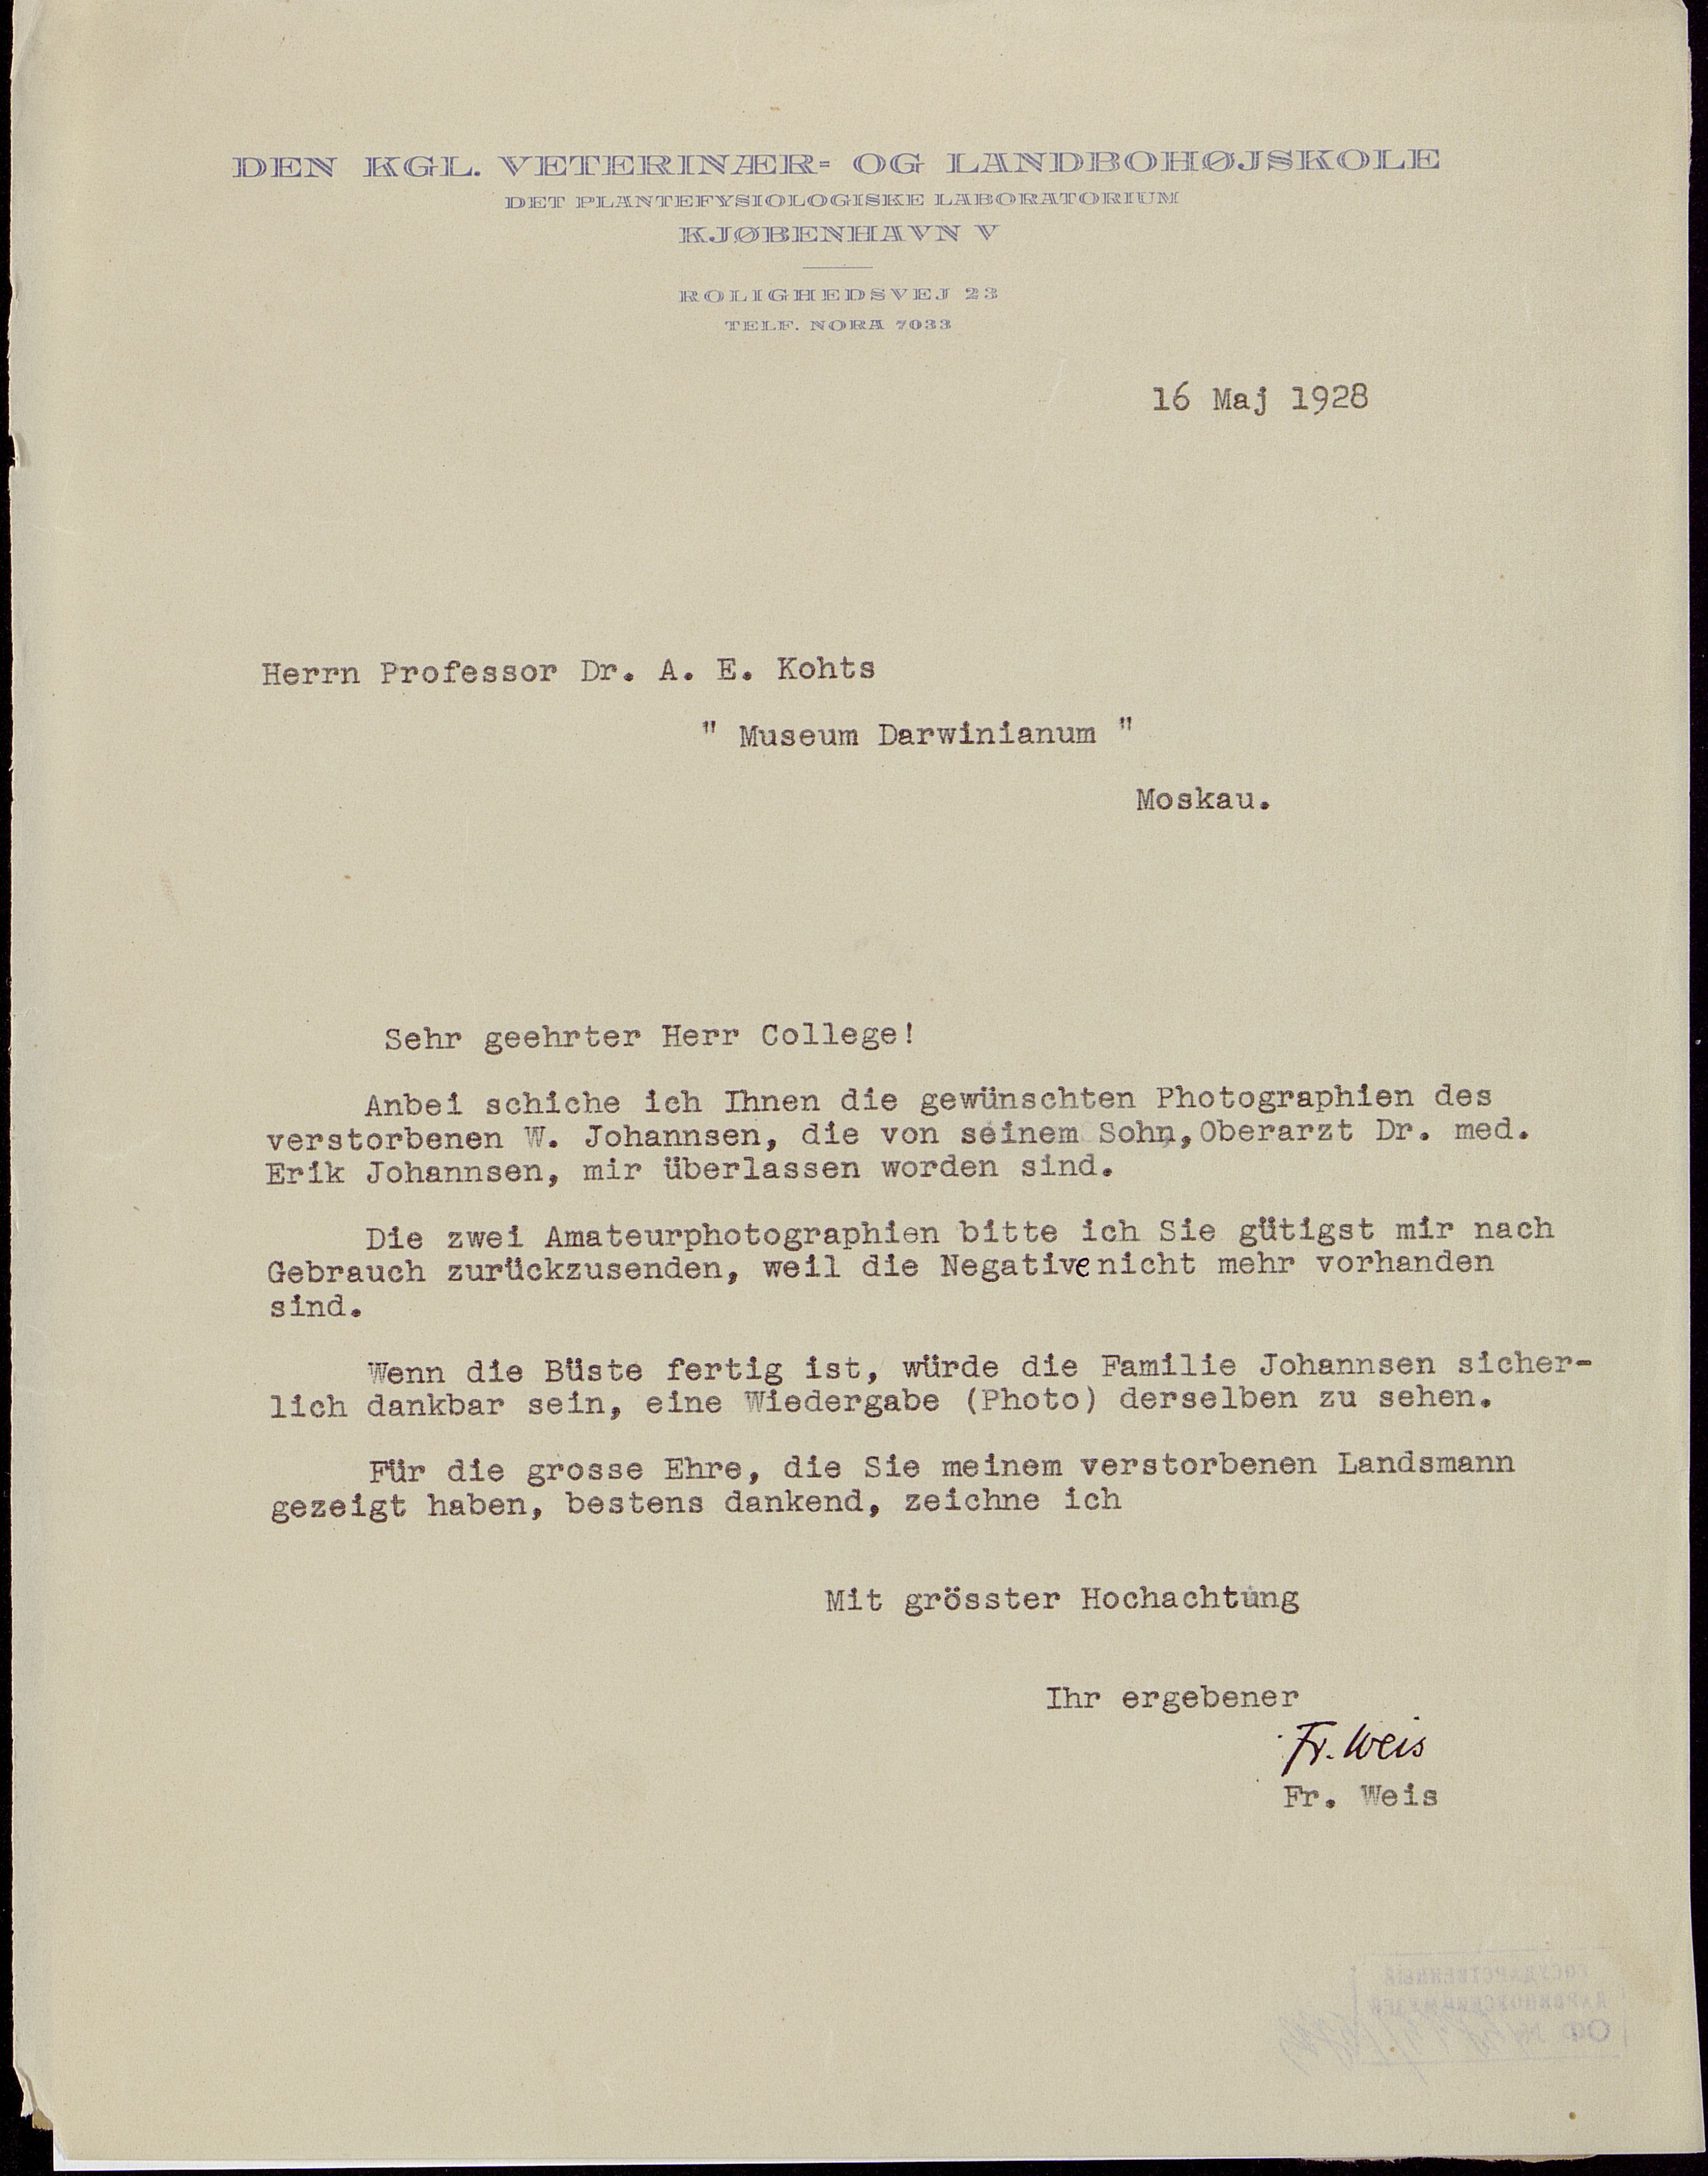 DEN KGL. VETERINÆR= OG LANDBOHØJSKOLE
DET PLANTEFYSIOLOGISKE LABORATORIUM
KJØBENHAVN V
ROLIGHEDSVEJ 23
TELF. NORA 7033
16 Maj 1928
Herrn Professor Dr. A. E. Kohts
" Museum Darwinianum "
Moskau.
Sehr geehrter Herr College!
Anbei schiche ich Ihnen die gewünschten Photographien des
verstorbenen W. Johannsen, die von seinem Sohn, Oberarzt Dr. med.
Erik Johannsen, mir überlassen worden sind.
Die zwei Amateurphotographien bitte ich Sie gütigst mir nach
Gebrauch zurückzusenden, weil die Negative nicht mehr vorhanden
sind.
Wenn die Büste fertig ist, würde die Familie Johannsen sicher-
lich dankbar sein, eine Wiedergabe (Photo) derselben zu sehen.
Für die grosse Ehre, die Sie meinem verstorbenen Landsmann
gezeigt haben, bestens dankend, zeichne ich
Mit grösster Hochachtung
Ihr ergebener
Fr. Weis
Fr. Weis